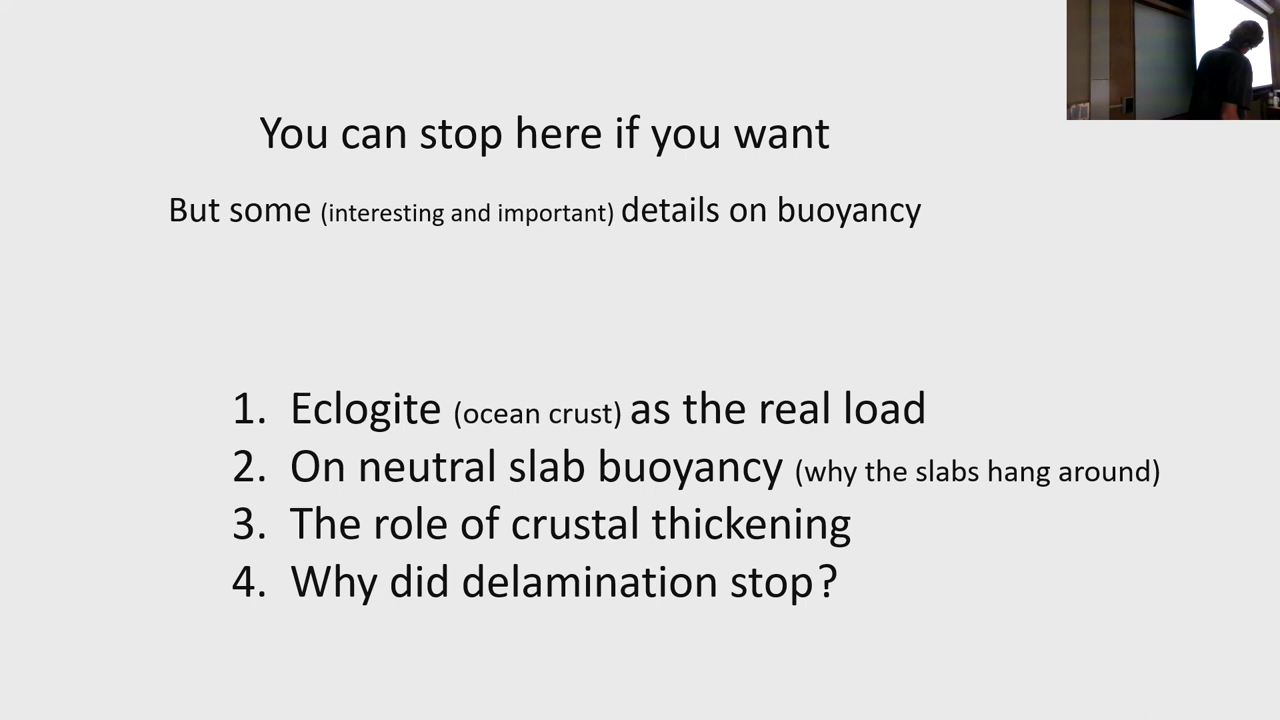 You can stop here if you want
But some (interesting and important) details on buoyancy
1. Eclogite (ocean crust) as the real load
2. On neutral slab buoyancy (why the slabs hang around)
3. The role of crustal thickening
4. Why did delamination stop?